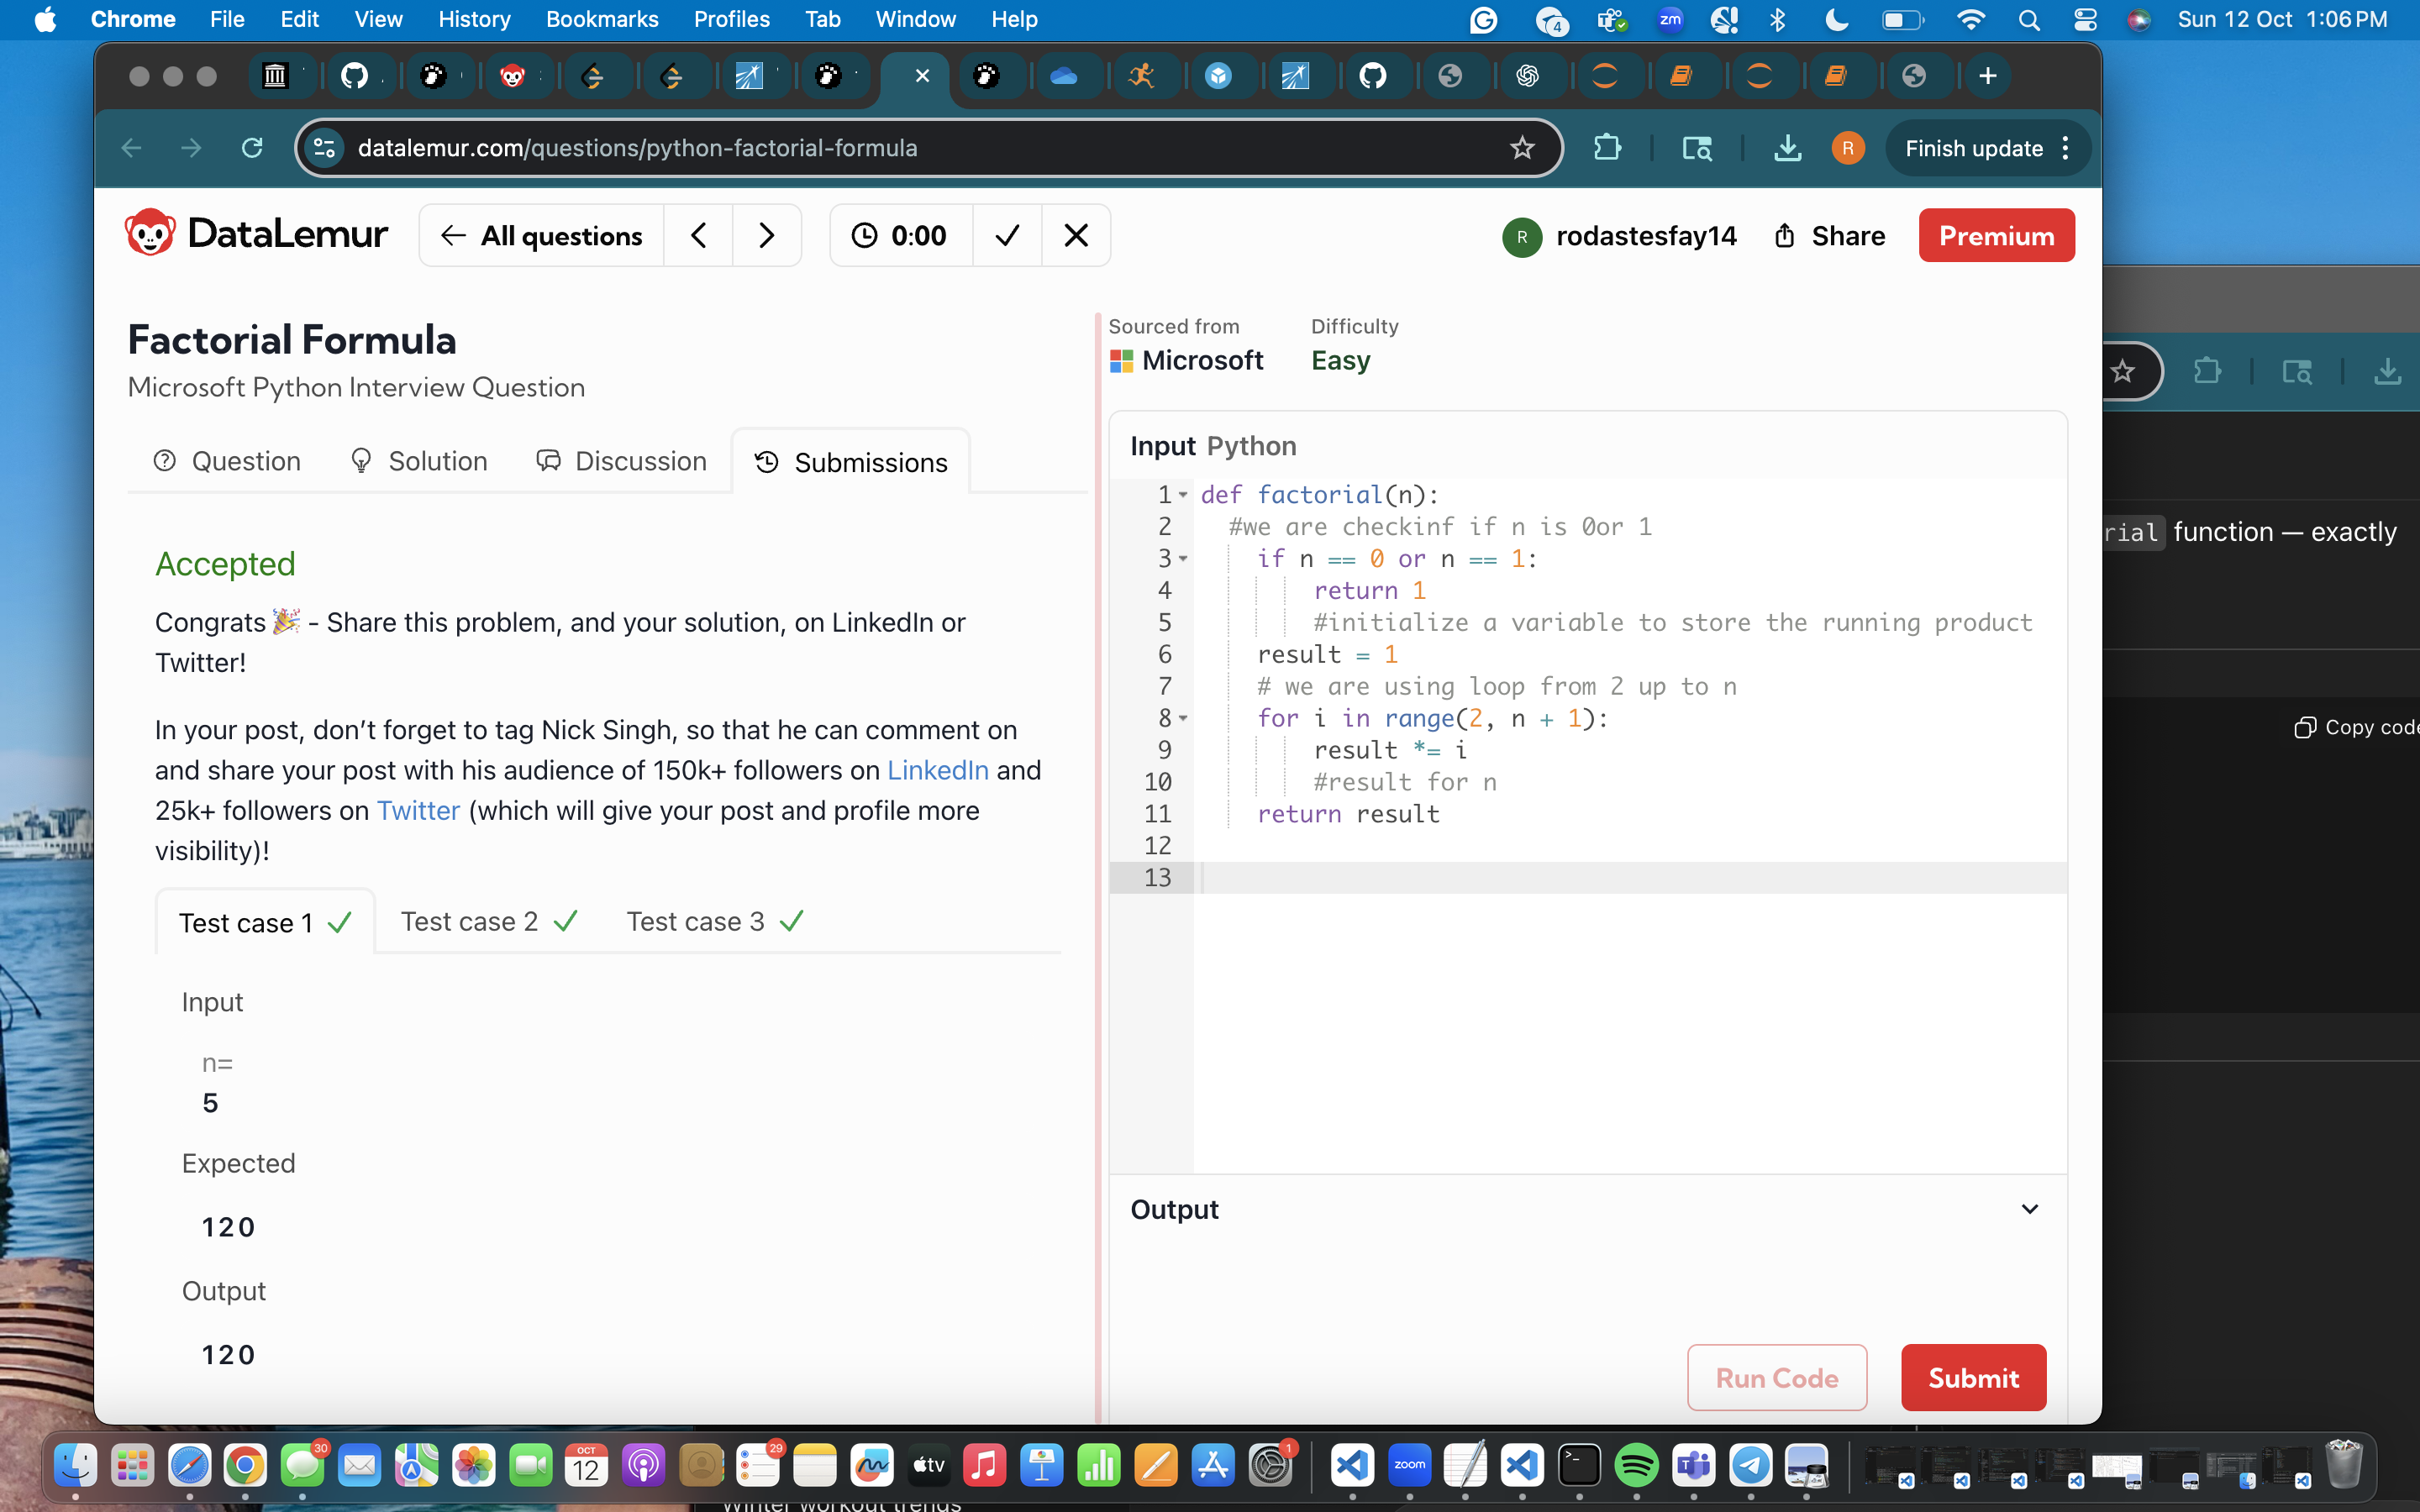 Chrome File Edit View History Bookmarks Profiles Tab Window Help
4 zm Sun 12 Oct 1:06 PM
datalemur.com/questions/python-factorial-formula
R Finish update
DataLemur
All questions
0:00
R rodastesfay14 Share Premium
Factorial Formula
Microsoft Python Interview Question
Question Solution Discussion Submissions
Accepted
Congrats 🎉 - Share this problem, and your solution, on LinkedIn or
Twitter!
In your post, don’t forget to tag Nick Singh, so that he can comment on
and share your post with his audience of 150k+ followers on LinkedIn and
25k+ followers on Twitter (which will give your post and profile more
visibility)!
Test case 1 Test case 2 Test case 3
Input
n=
5
Expected
120
Output
120
Sourced from Difficulty
Microsoft Easy
Input Python
1 def factorial(n):
2 #we are checkinf if n is 0or 1
3 if n == 0 or n == 1:
4 return 1
5 #initialize a variable to store the running product
6 result = 1
7 # we are using loop from 2 up to n
8 for i in range(2, n + 1):
9 result *= i
10 #result for n
11 return result
12
13
Output
Run Code Submit
rial function — exactly
Copy code
30 OCT 12 29 tv 1 zoom
Winter workout trends